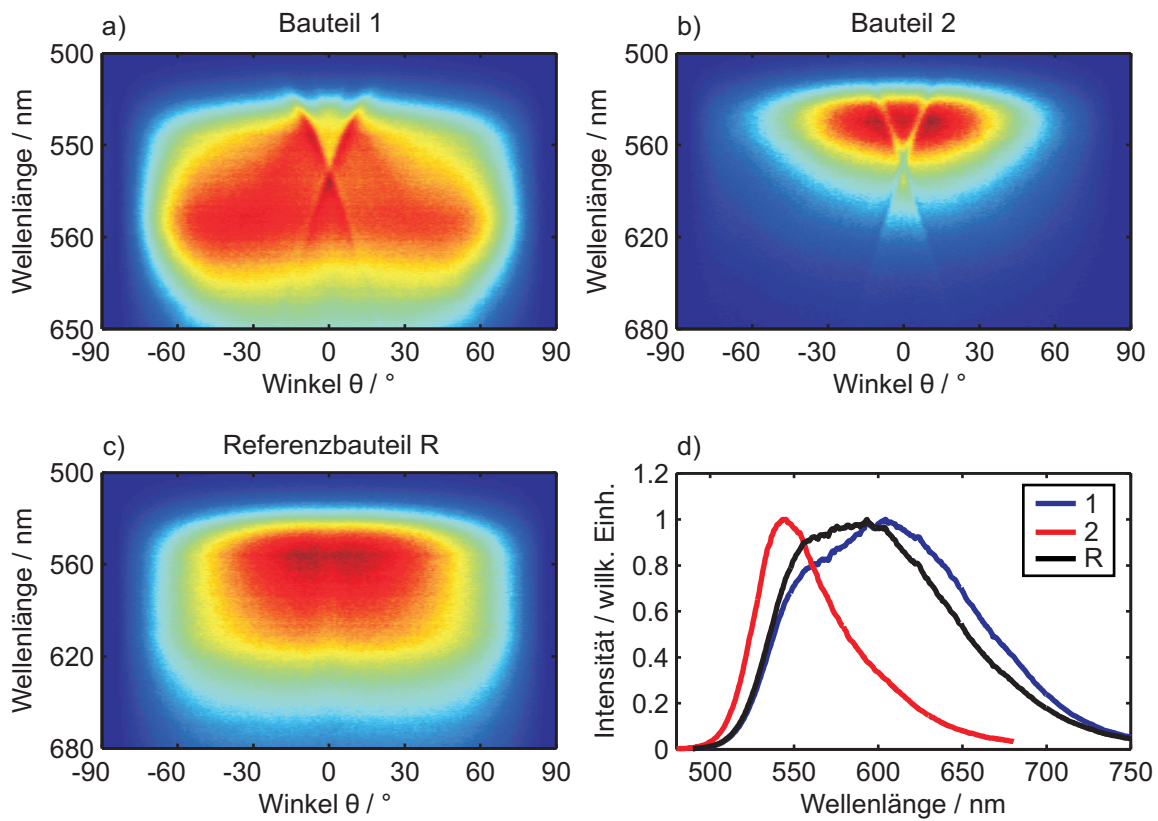 a) Bauteil 1
500
550
560
650
-90 -60 -30 0 30 60 90
Winkel θ / °
Wellenlänge / nm
b) Bauteil 2
500
560
620
680
-90 -60 -30 0 30 60 90
Winkel θ / °
Wellenlänge / nm
c) Referenzbauteil R
500
560
620
680
-90 -60 -30 0 30 60 90
Winkel θ / °
Wellenlänge / nm
d)
1.2
1
0.8
0.6
0.4
0.2
0
500 550 600 650 700 750
Wellenlänge / nm
Intensität / willk. Einh.
1
2
R